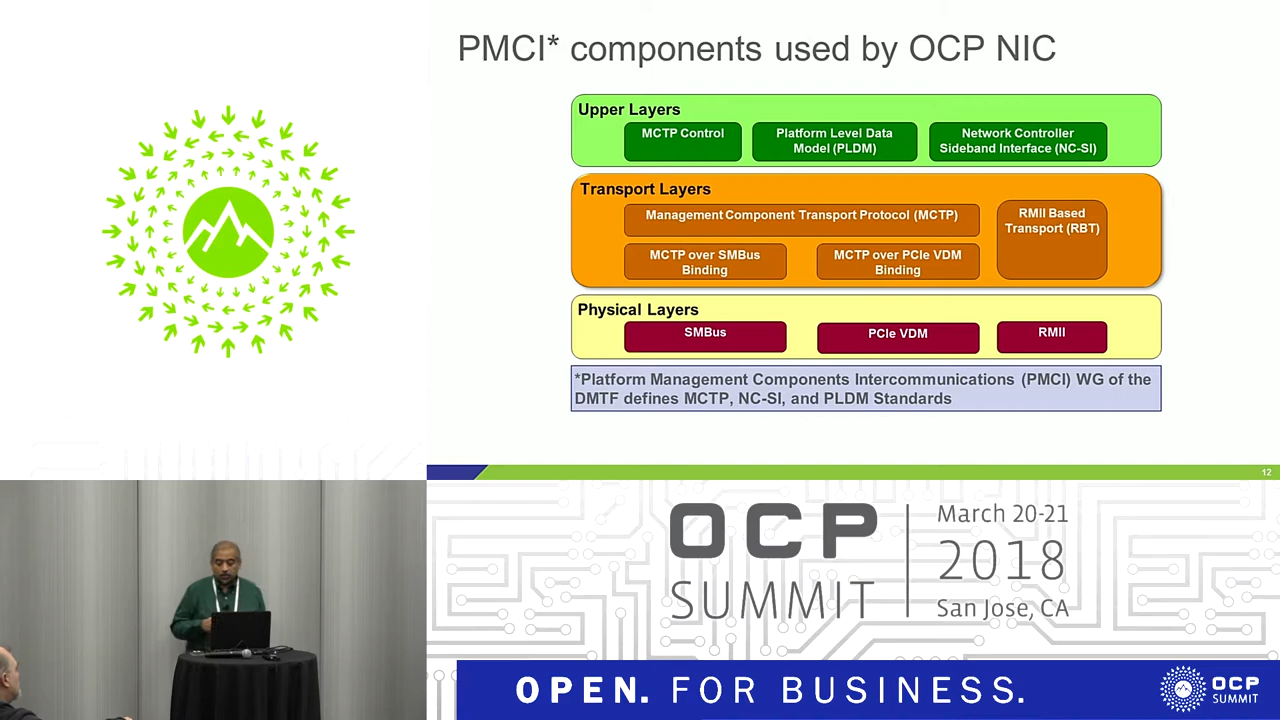 PMCI* components used by OCP NIC
Upper Layers
MCTP Control
Platform Level Data
Model (PLDM)
Network Controller
Sideband Interface (NC-SI)
Transport Layers
Management Component Transport Protocol (MCTP)
RMII Based
Transport (RBT)
MCTP over SMBus
Binding
MCTP over PCIe VDM
Binding
Physical Layers
SMBus
PCIe VDM
RMII
*Platform Management Components Intercommunications (PMCI) WG of the
DMTF defines MCTP, NC-SI, and PLDM Standards
12
OCP
SUMMIT
March 20-21
2018
San Jose, CA
OPEN. FOR BUSINESS.
OCP
SUMMIT